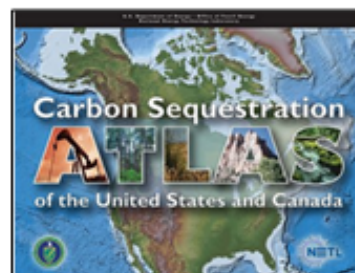 U.S. Department of Energy • Office of Fossil Energy
National Energy Technology Laboratory
Carbon Sequestration
ATLAS
of the United States and Canada
NETL